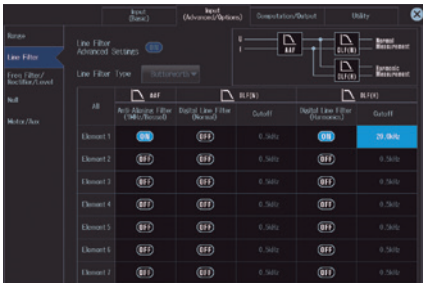 Input
(Basic)
Input
(Advanced/Options)
Computation/Output
Utility
Range
Line Filter
Freq Filter/
Rectifier/Level
Null
Motor/Aux
Line Filter
Advanced Settings
ON
Line Filter Type
Butterworth
U
I
AAF
DLF(N)
Normal
Measurement
DLF(H)
Harmonic
Measurement
All
AAF
DLF(N)
DLF(H)
Anti-Aliasing Filter
(1MHz/Bessel)
Digital Line Filter
(Normal)
Cutoff
Digital Line Filter
(Harmonics)
Cutoff
Element 1 ON OFF 0.5kHz ON 20.0kHz
Element 2 OFF OFF 0.5kHz OFF 0.5kHz
Element 3 OFF OFF 0.5kHz OFF 0.5kHz
Element 4 OFF OFF 0.5kHz OFF 0.5kHz
Element 5 OFF OFF 0.5kHz OFF 0.5kHz
Element 6 OFF OFF 0.5kHz OFF 0.5kHz
Element 7 OFF OFF 0.5kHz OFF 0.5kHz